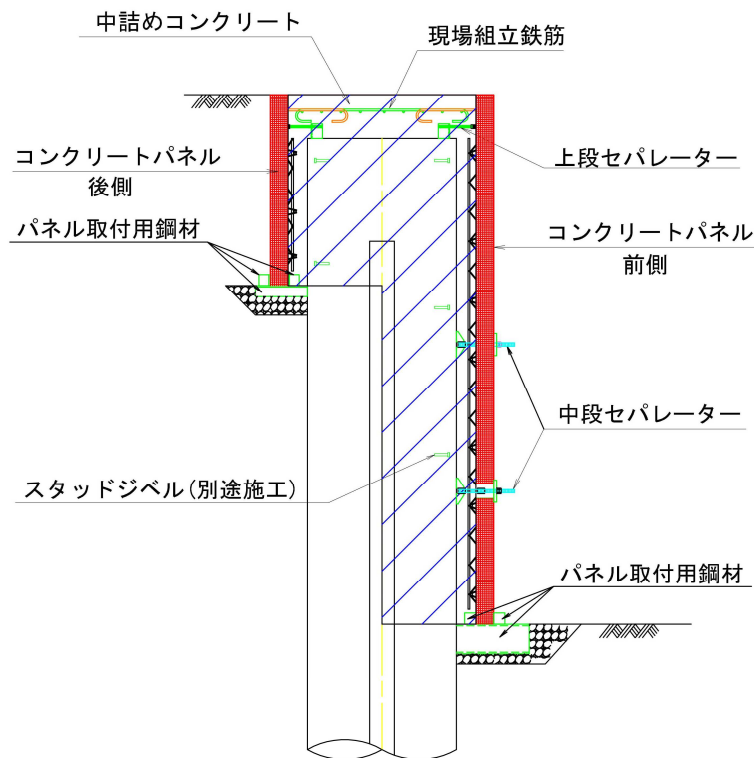 中詰めコンクリート
現場組立鉄筋
コンクリートパネル
後側
上段セパレーター
パネル取付用鋼材
コンクリートパネル
前側
中段セパレーター
スタッドジベル(別途施工)
パネル取付用鋼材